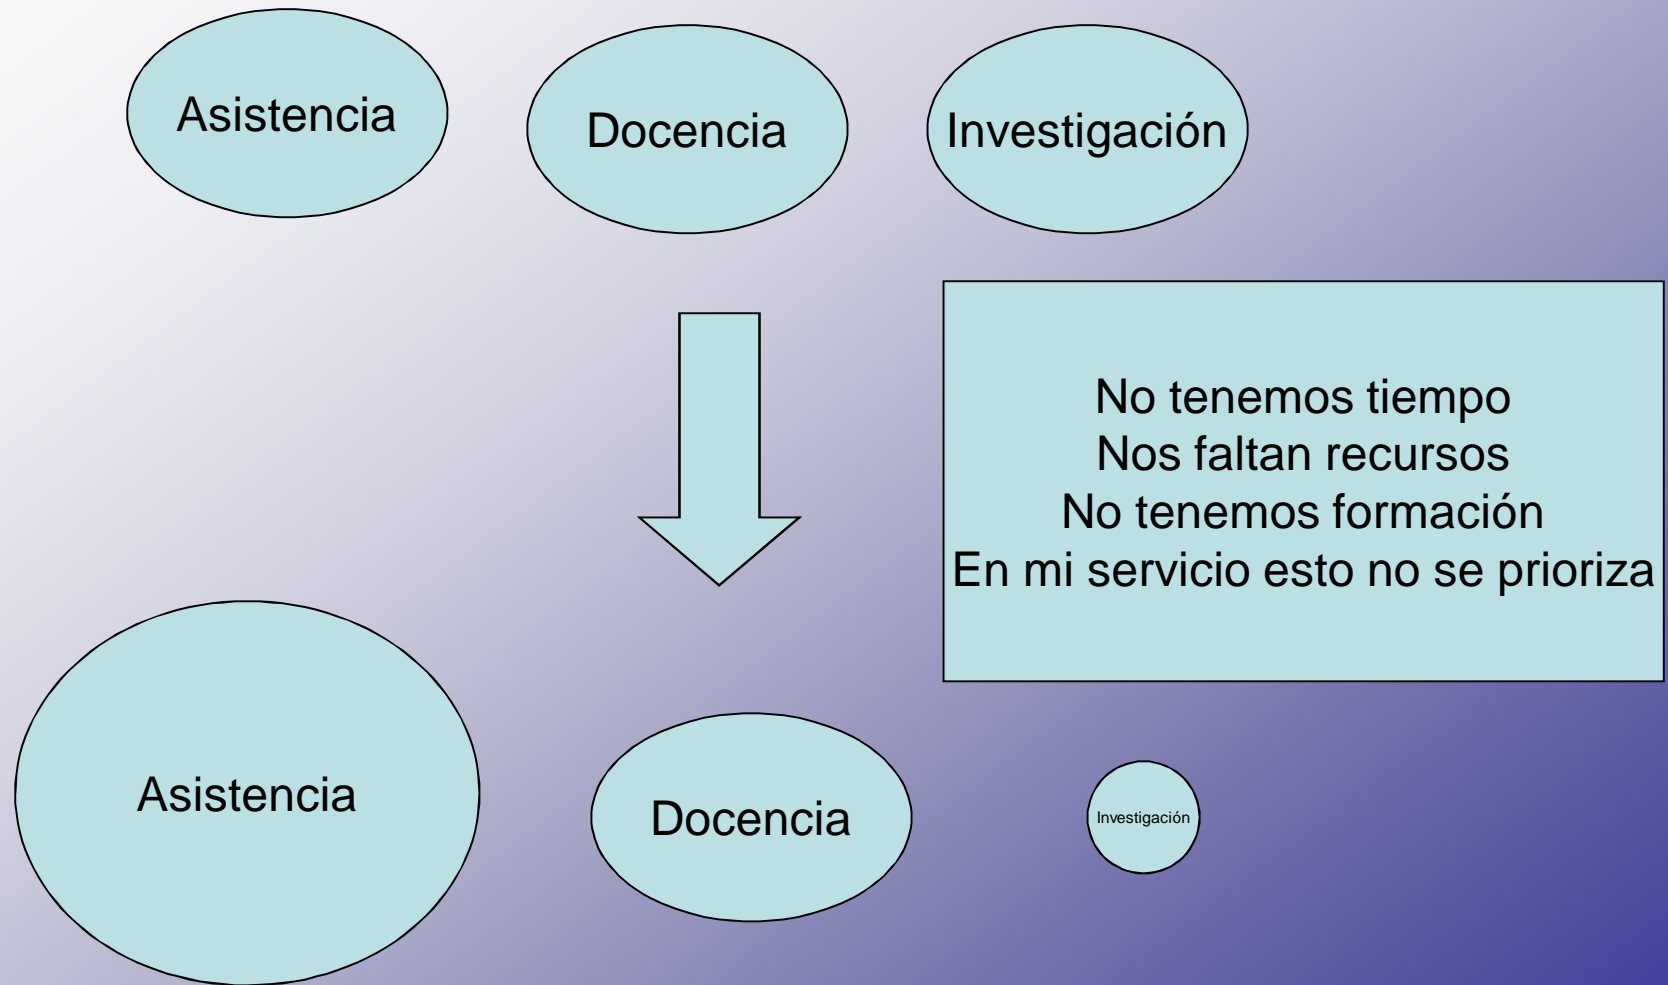 Asistencia
Docencia
Investigación
No tenemos tiempo
Nos faltan recursos
No tenemos formación
En mi servicio esto no se prioriza
Asistencia
Docencia
Investigación